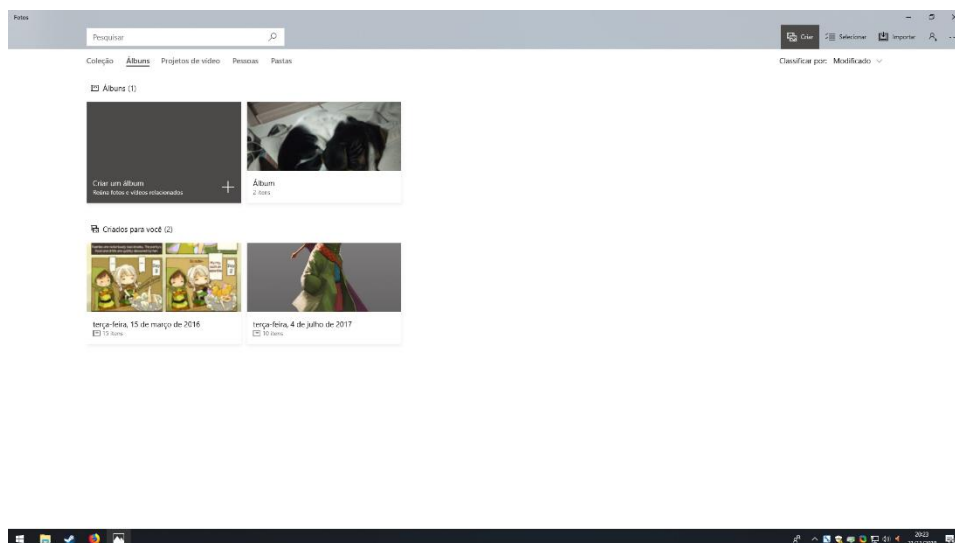 Fotos
Pesquisar
Criar
Selecionar
Importar
Coleção Álbuns Projetos de vídeo Pessoas Pastas
Classificar por: Modificado
Álbuns (1)
Criar um álbum
Reúna fotos e vídeos relacionados
Álbum
2 itens
Criados para você (2)
terça-feira, 15 de março de 2016
15 itens
terça-feira, 4 de julho de 2017
10 itens
20:23